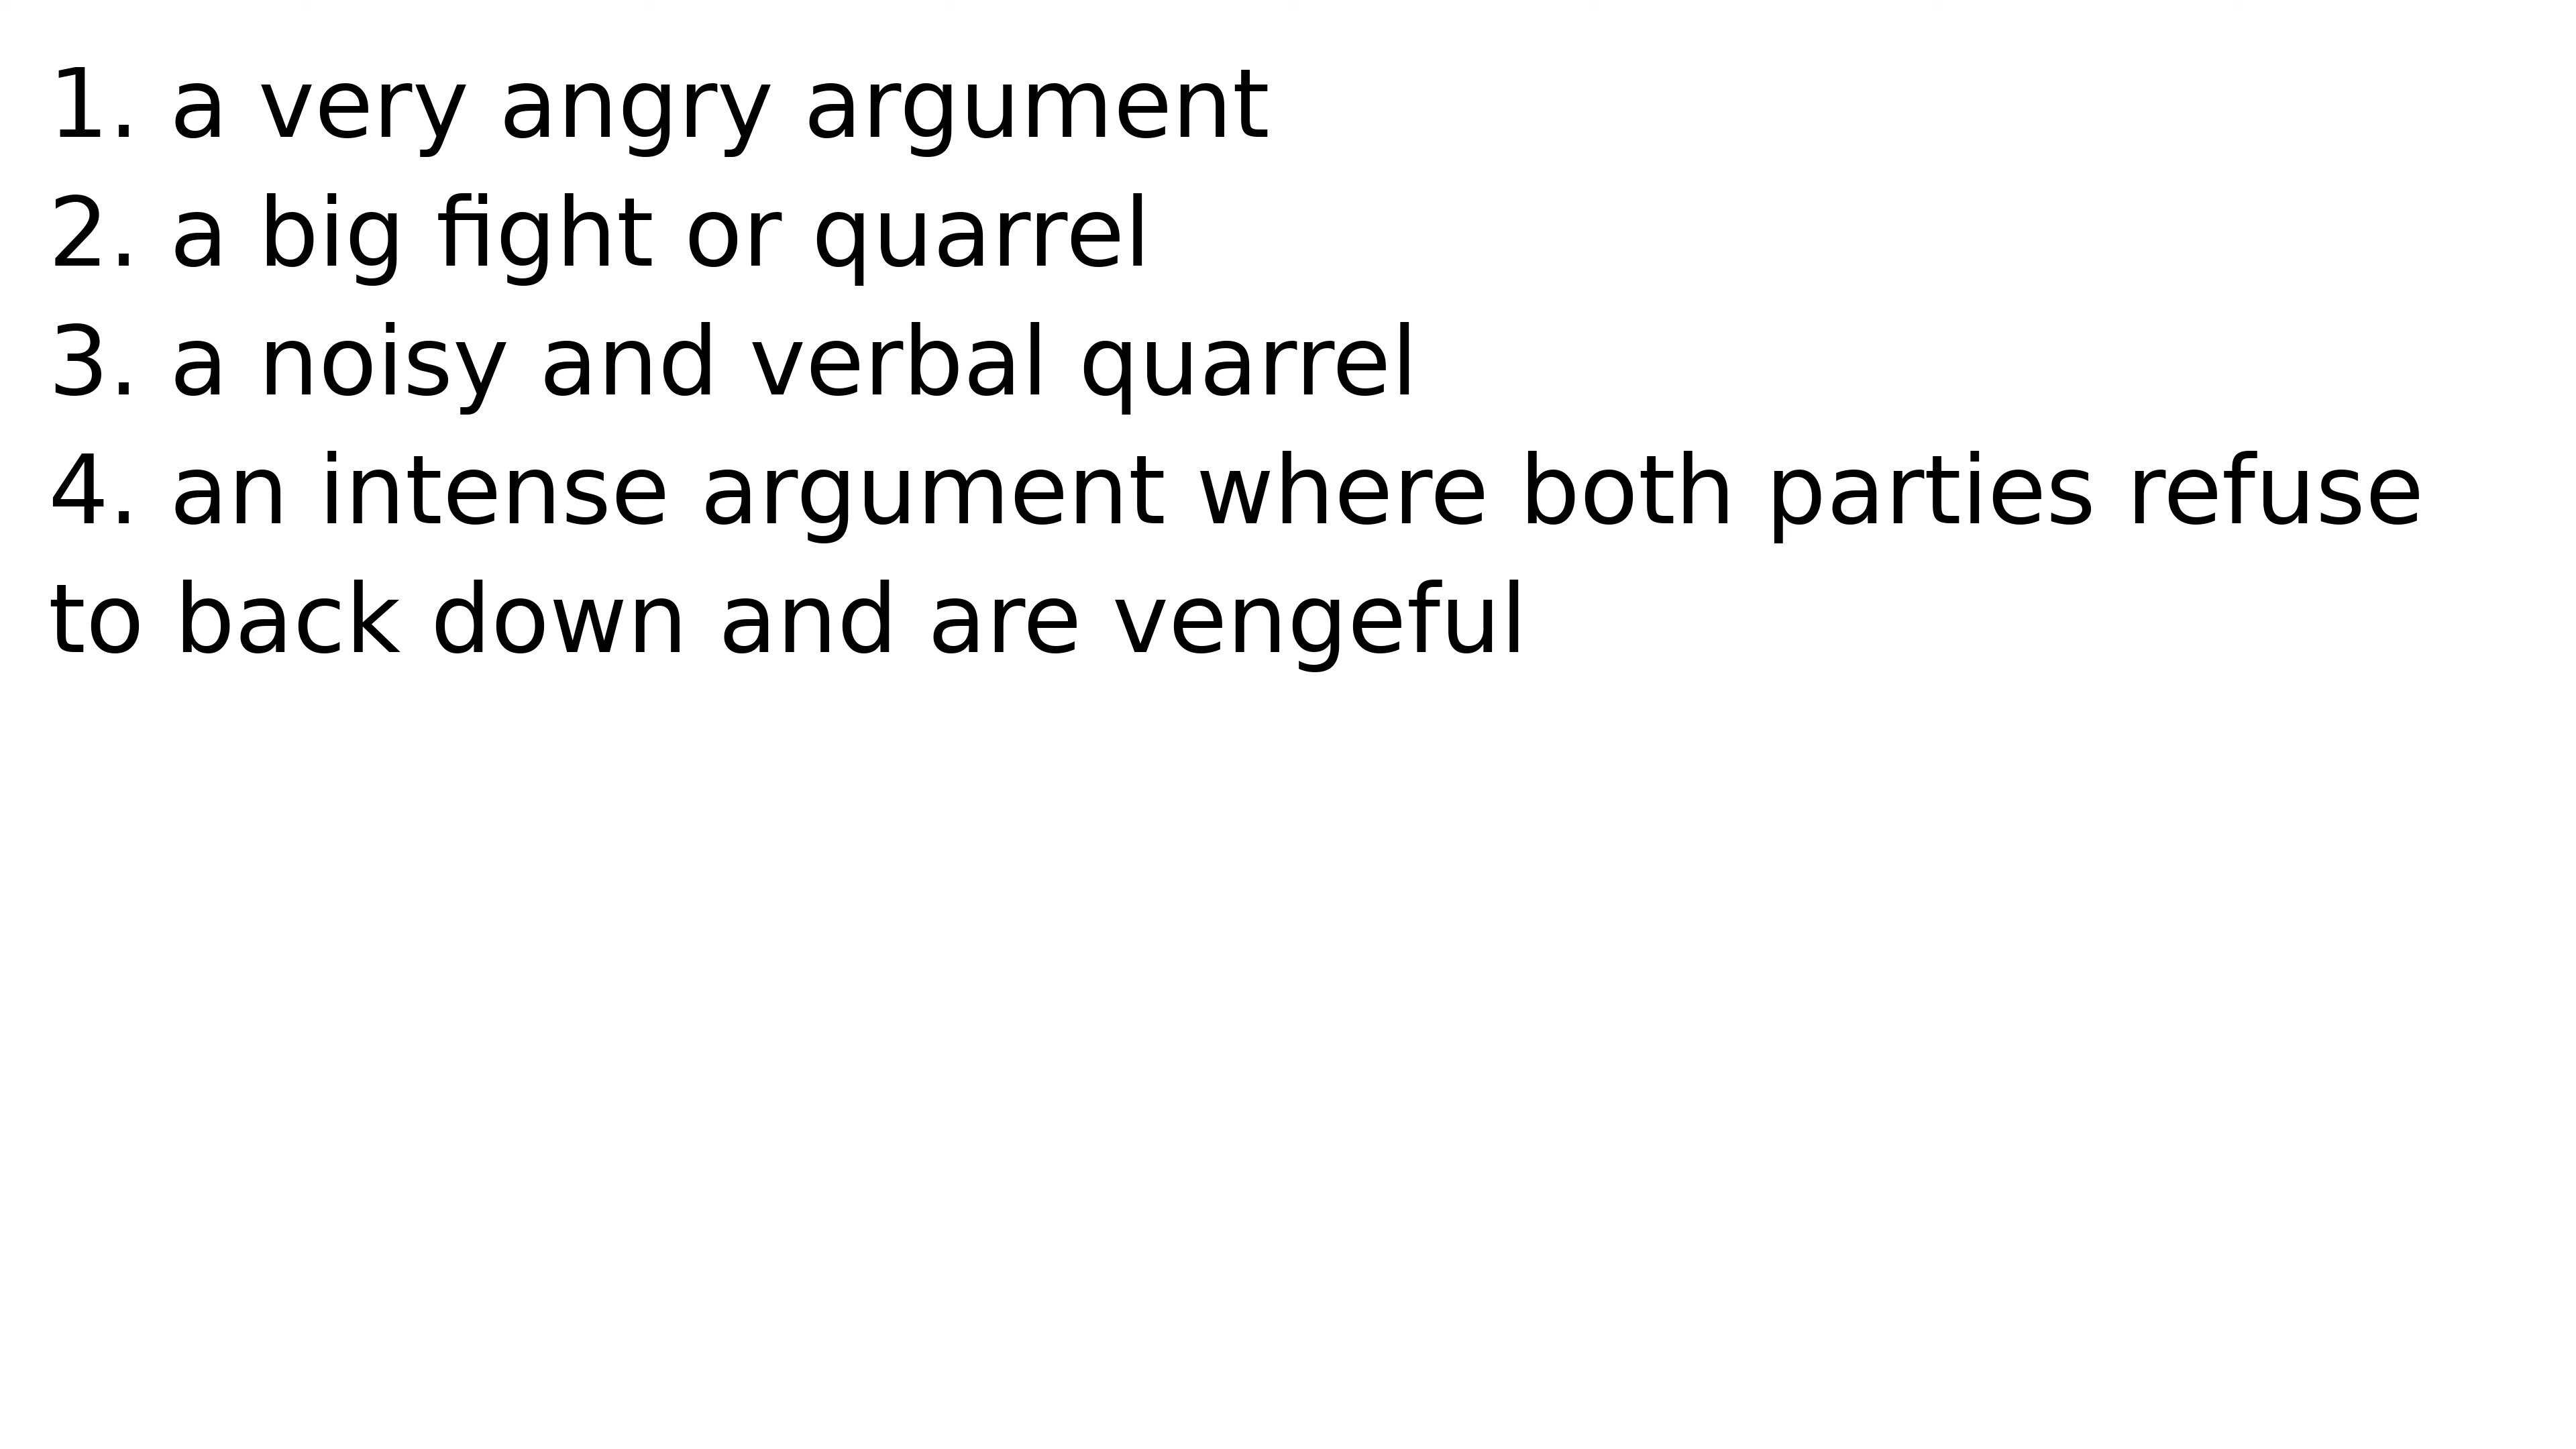 1. a very angry argument
2. a big fight or quarrel
3. a noisy and verbal quarrel
4. an intense argument where both parties refuse
to back down and are vengeful